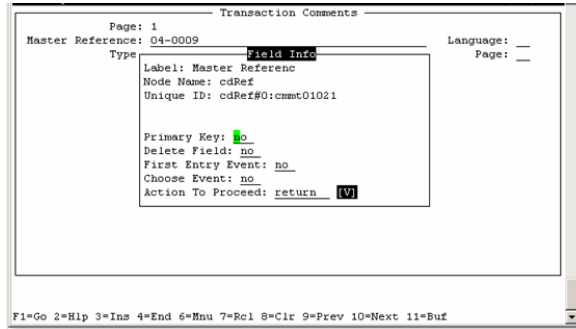 Transaction Comments
Page: 1
Master Reference: 04-0009 Language:
Type Field Info Page:
Label: Master Referenc
Node Name: cdRef
Unique ID: cdRef#0:cmmt01021
Primary Key: no
Delete Field: no
First Entry Event: no
Choose Event: no
Action To Proceed: return [V]
F1=Go 2=Hlp 3=Ins 4=End 6=Mnu 7=Rcl 8=Clr 9=Prev 10=Next 11=Buf